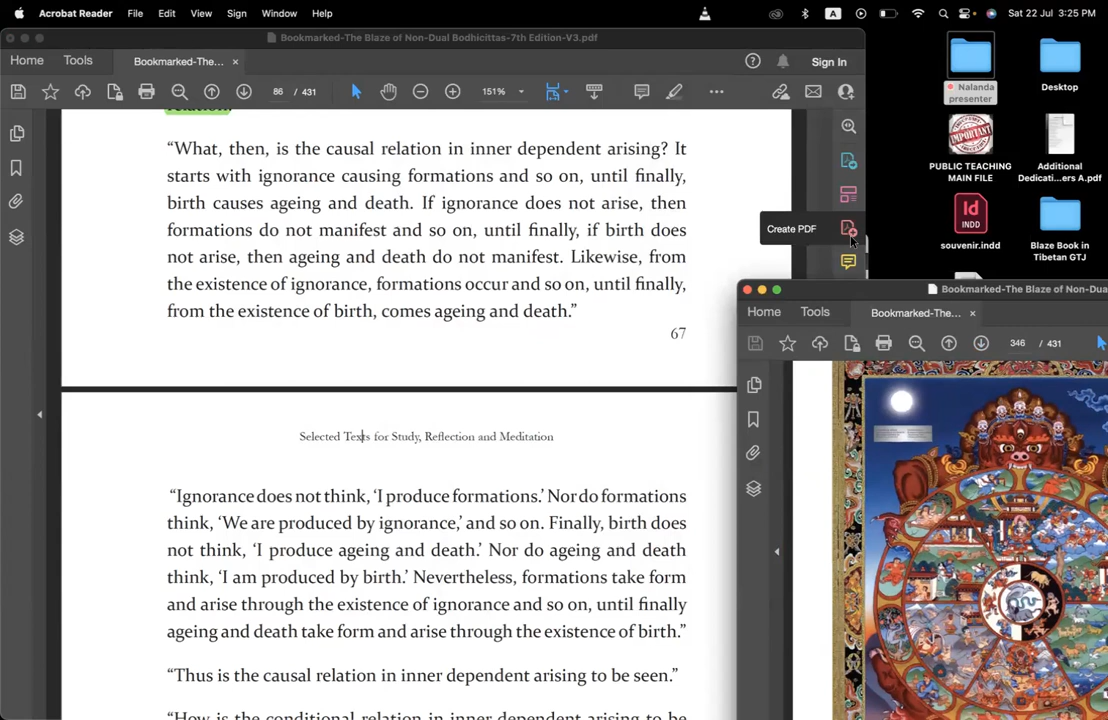 Acrobat Reader File Edit View Sign Window Help A Sat 22 Jul 3:25 PM
Bookmarked-The Blaze of Non-Dual Bodhicittas-7th Edition-V3.pdf
Home Tools Bookmarked-The... × Sign In
86 / 431 151%
relation.
“What, then, is the causal relation in inner dependent arising? It
starts with ignorance causing formations and so on, until finally,
birth causes ageing and death. If ignorance does not arise, then
formations do not manifest and so on, until finally, if birth does
not arise, then ageing and death do not manifest. Likewise, from
the existence of ignorance, formations occur and so on, until finally,
from the existence of birth, comes ageing and death.”
67
Selected Texts for Study, Reflection and Meditation
“Ignorance does not think, ‘I produce formations.’ Nor do formations
think, ‘We are produced by ignorance,’ and so on. Finally, birth does
not think, ‘I produce ageing and death.’ Nor do ageing and death
think, ‘I am produced by birth.’ Nevertheless, formations take form
and arise through the existence of ignorance and so on, until finally
ageing and death take form and arise through the existence of birth.”
“Thus is the causal relation in inner dependent arising to be seen.”
“How is the conditional relation in inner dependent arising to be
Create PDF
Nalanda
presenter
Desktop
IMPORTANT
PUBLIC TEACHING
MAIN FILE
Additional
Dedicati...ers A.pdf
Id
INDD
souvenir.indd
Blaze Book in
Tibetan GTJ
Bookmarked-The Blaze of Non-Dua
Home Tools Bookmarked-The... ×
346 / 431